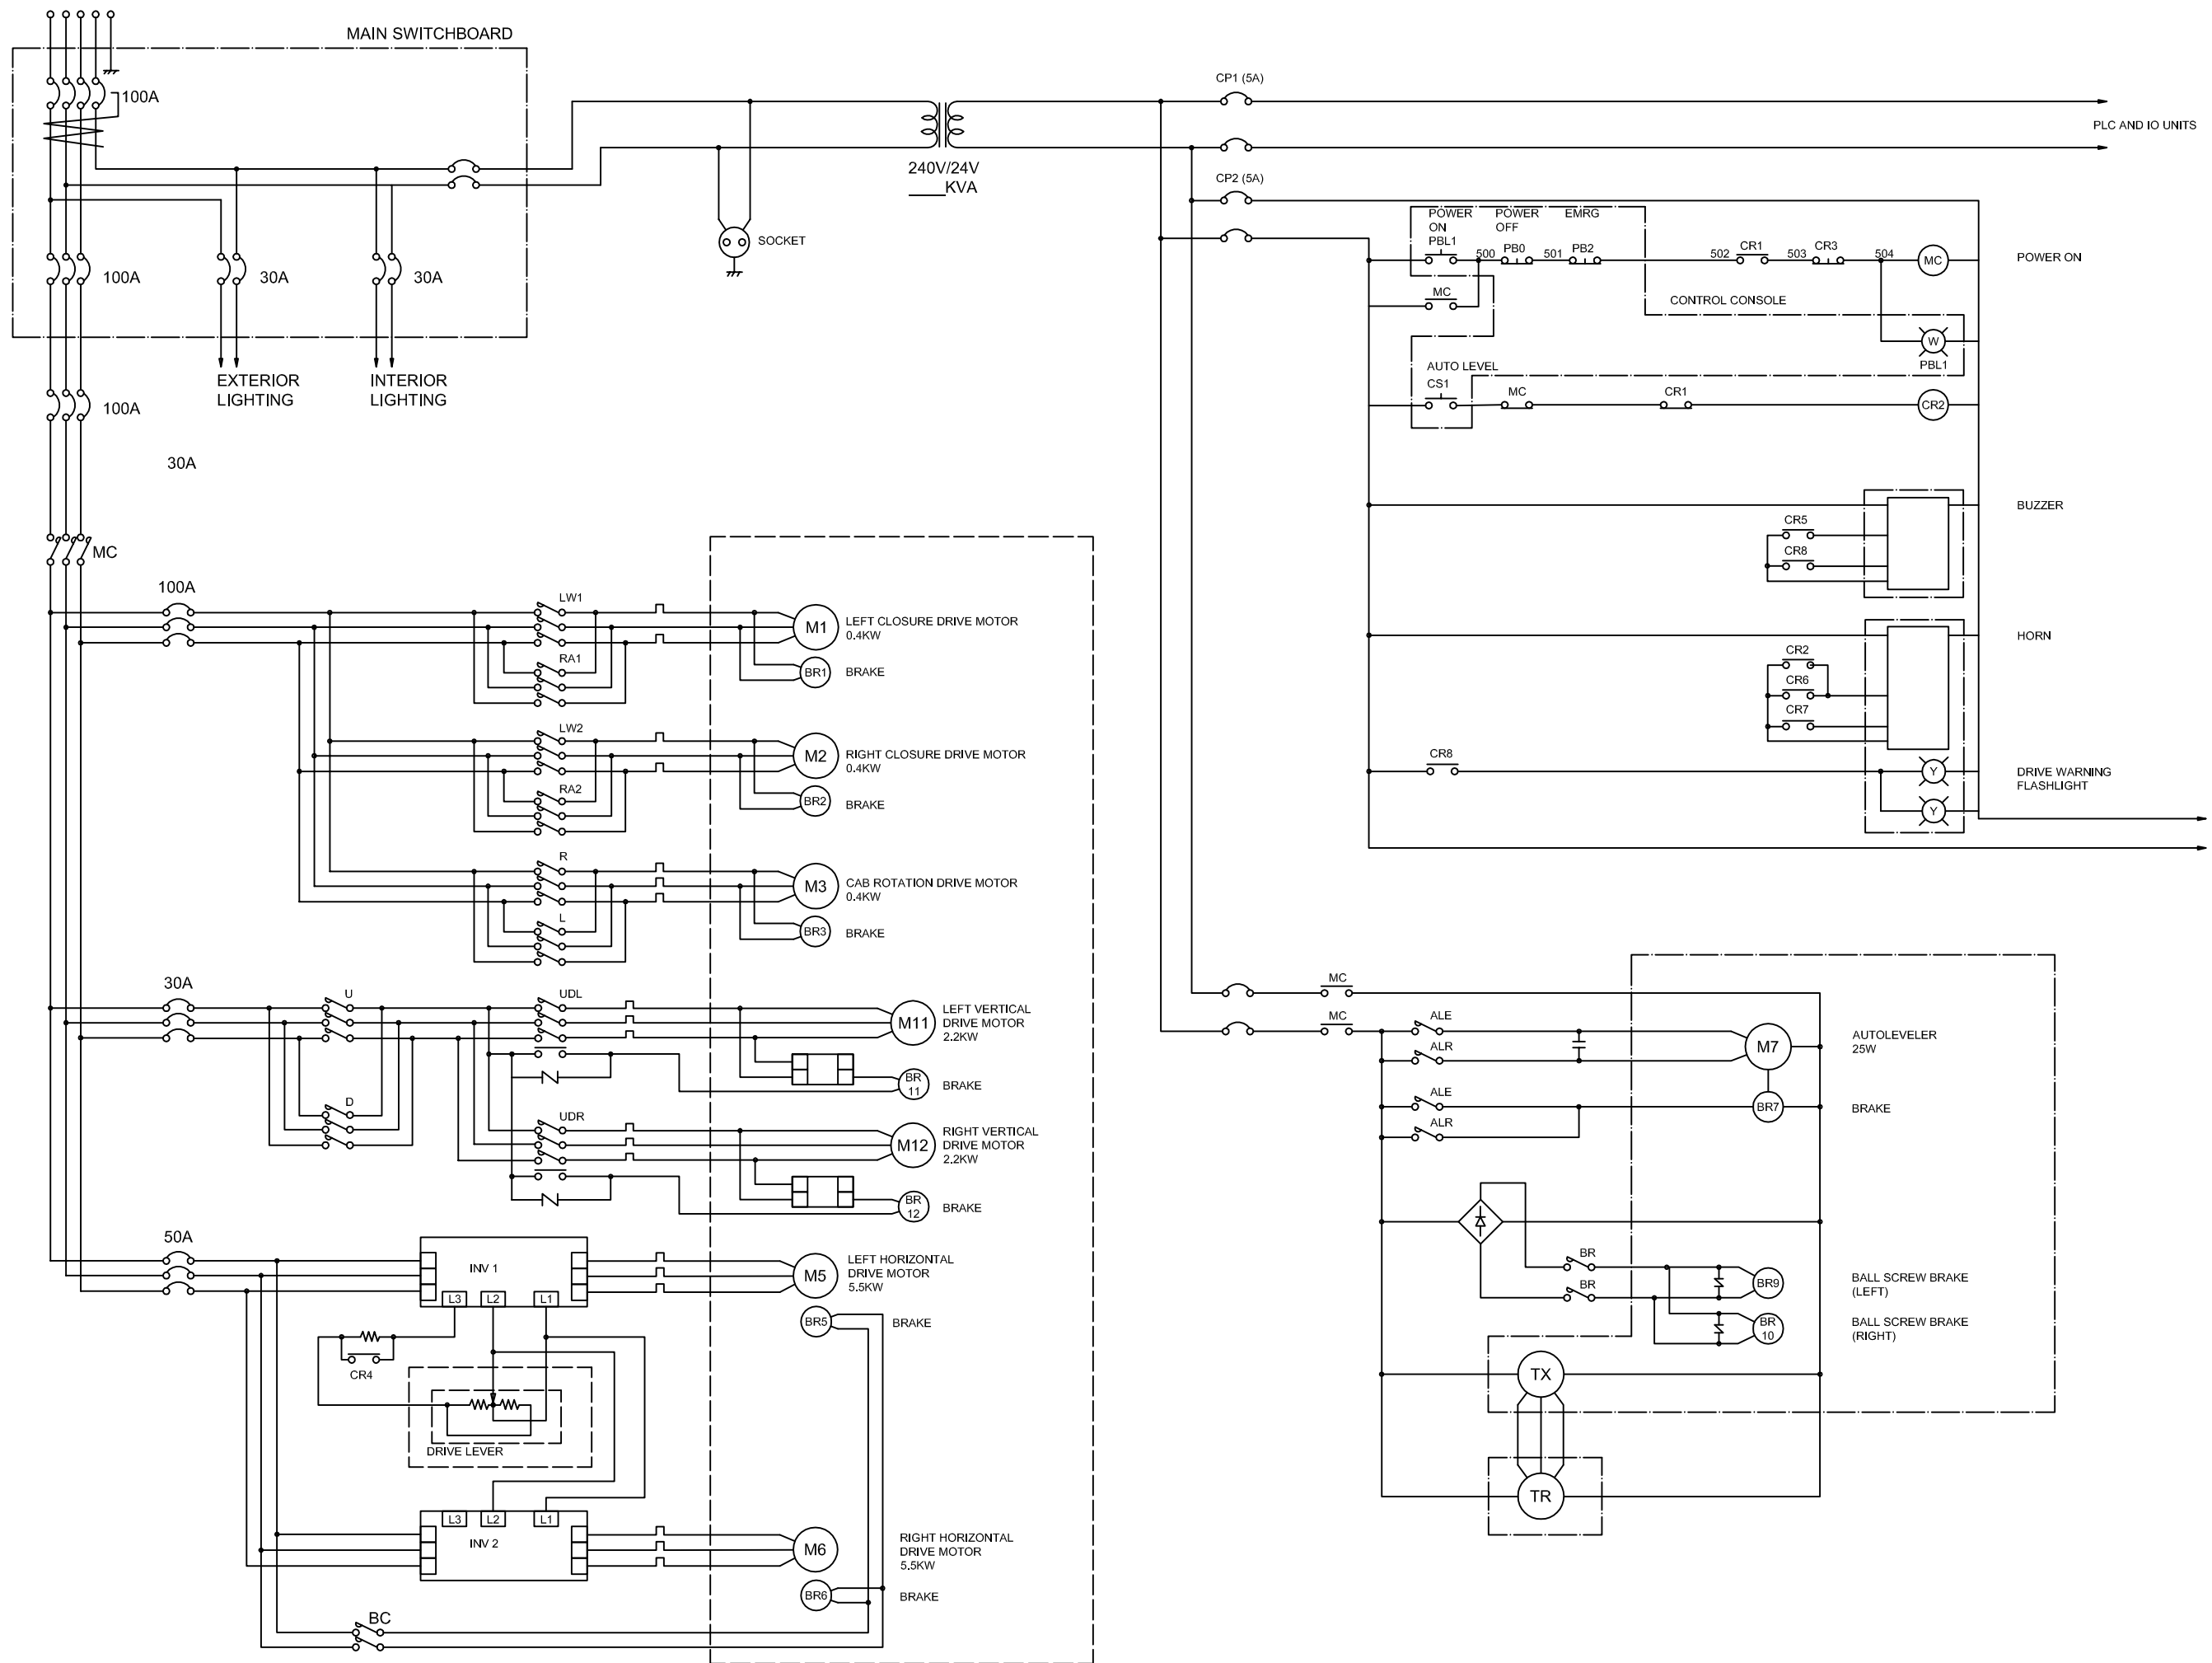 MAIN SWITCHBOARD
100A
100A
30A
30A
EXTERIOR
LIGHTING
INTERIOR
LIGHTING
100A
30A
MC
240V/24V
____KVA
SOCKET
CP1 (5A)
PLC AND IO UNITS
CP2 (5A)
POWER
ON
PBL1
POWER
OFF
PB0
EMRG
PB2
500
501
502
CR1
503
CR3
504
MC
POWER ON
MC
CONTROL CONSOLE
W
PBL1
AUTO LEVEL
CS1
MC
CR1
CR2
BUZZER
CR5
CR8
HORN
CR2
CR6
CR7
CR8
Y
DRIVE WARNING
FLASHLIGHT
Y
100A
LW1
M1
LEFT CLOSURE DRIVE MOTOR
0.4KW
RA1
BR1
BRAKE
LW2
M2
RIGHT CLOSURE DRIVE MOTOR
0.4KW
RA2
BR2
BRAKE
R
M3
CAB ROTATION DRIVE MOTOR
0.4KW
L
BR3
BRAKE
30A
U
UDL
M11
LEFT VERTICAL
DRIVE MOTOR
2.2KW
BR
11
BRAKE
D
UDR
M12
RIGHT VERTICAL
DRIVE MOTOR
2.2KW
BR
12
BRAKE
50A
INV 1
L3
L2
L1
M5
LEFT HORIZONTAL
DRIVE MOTOR
5.5KW
BR5
BRAKE
CR4
DRIVE LEVER
L3
L2
L1
INV 2
M6
RIGHT HORIZONTAL
DRIVE MOTOR
5.5KW
BR6
BRAKE
BC
MC
MC
ALE
ALR
M7
AUTOLEVELER
25W
ALE
ALR
BR7
BRAKE
BR
BR
BR9
BALL SCREW BRAKE
(LEFT)
BR
10
BALL SCREW BRAKE
(RIGHT)
TX
TR